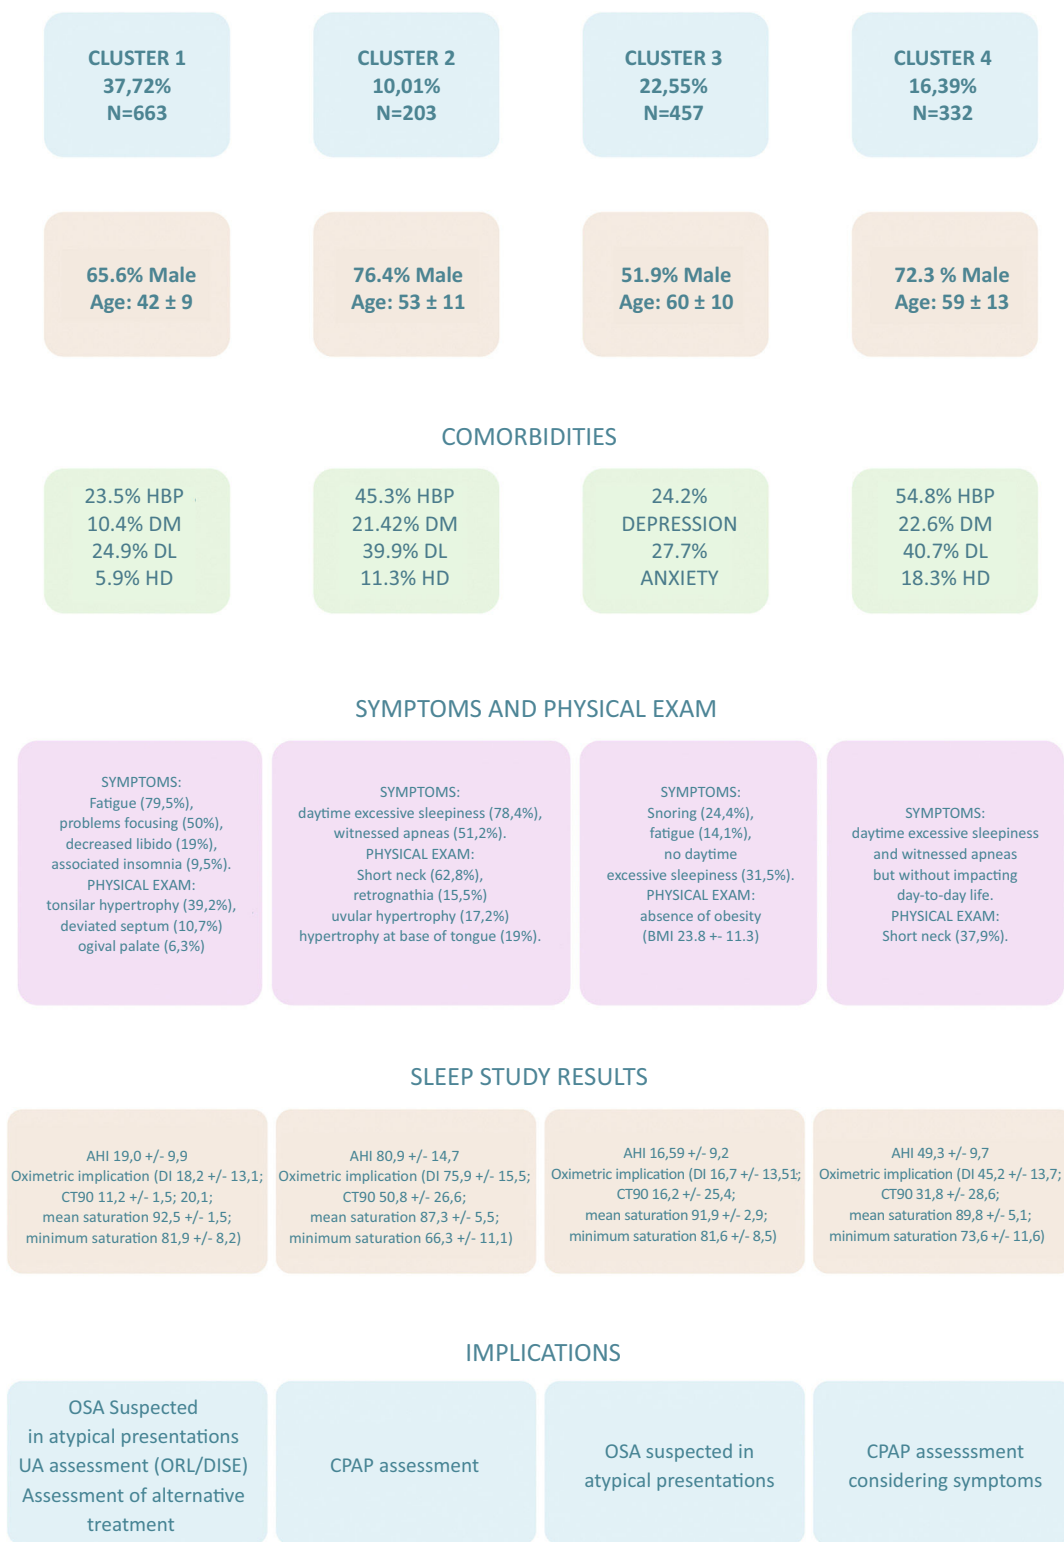 CLUSTER 1
37,72%
N=663
CLUSTER 2
10,01%
N=203
CLUSTER 3
22,55%
N=457
CLUSTER 4
16,39%
N=332
65.6% Male
Age: 42 ± 9
76.4% Male
Age: 53 ± 11
51.9% Male
Age: 60 ± 10
72.3 % Male
Age: 59 ± 13
COMORBIDITIES
23.5% HBP
10.4% DM
24.9% DL
5.9% HD
45.3% HBP
21.42% DM
39.9% DL
11.3% HD
24.2%
DEPRESSION
27.7%
ANXIETY
54.8% HBP
22.6% DM
40.7% DL
18.3% HD
SYMPTOMS AND PHYSICAL EXAM
SYMPTOMS:
Fatigue (79,5%),
problems focusing (50%),
decreased libido (19%),
associated insomnia (9,5%).
PHYSICAL EXAM:
tonsilar hypertrophy (39,2%),
deviated septum (10,7%)
ogival palate (6,3%)
SYMPTOMS:
daytime excessive sleepiness (78,4%),
witnessed apneas (51,2%).
PHYSICAL EXAM:
Short neck (62,8%),
retrognathia (15,5%)
uvular hypertrophy (17,2%)
hypertrophy at base of tongue (19%).
SYMPTOMS:
Snoring (24,4%),
fatigue (14,1%),
no daytime
excessive sleepiness (31,5%).
PHYSICAL EXAM:
absence of obesity
(BMI 23.8 +- 11.3)
SYMPTOMS:
daytime excessive sleepiness
and witnessed apneas
but without impacting
day-to-day life.
PHYSICAL EXAM:
Short neck (37,9%).
SLEEP STUDY RESULTS
AHI 19,0 +/- 9,9
Oximetric implication (DI 18,2 +/- 13,1;
CT90 11,2 +/- 1,5; 20,1;
mean saturation 92,5 +/- 1,5;
minimum saturation 81,9 +/- 8,2)
AHI 80,9 +/- 14,7
Oximetric implication (DI 75,9 +/- 15,5;
CT90 50,8 +/- 26,6;
mean saturation 87,3 +/- 5,5;
minimum saturation 66,3 +/- 11,1)
AHI 16,59 +/- 9,2
Oximetric implication (DI 16,7 +/- 13,51;
CT90 16,2 +/- 25,4;
mean saturation 91,9 +/- 2,9;
minimum saturation 81,6 +/- 8,5)
AHI 49,3 +/- 9,7
Oximetric implication (DI 45,2 +/- 13,7;
CT90 31,8 +/- 28,6;
mean saturation 89,8 +/- 5,1;
minimum saturation 73,6 +/- 11,6)
IMPLICATIONS
OSA Suspected
in atypical presentations
UA assessment (ORL/DISE)
Assessment of alternative
treatment
CPAP assessment
OSA suspected in
atypical presentations
CPAP assesssment
considering symptoms